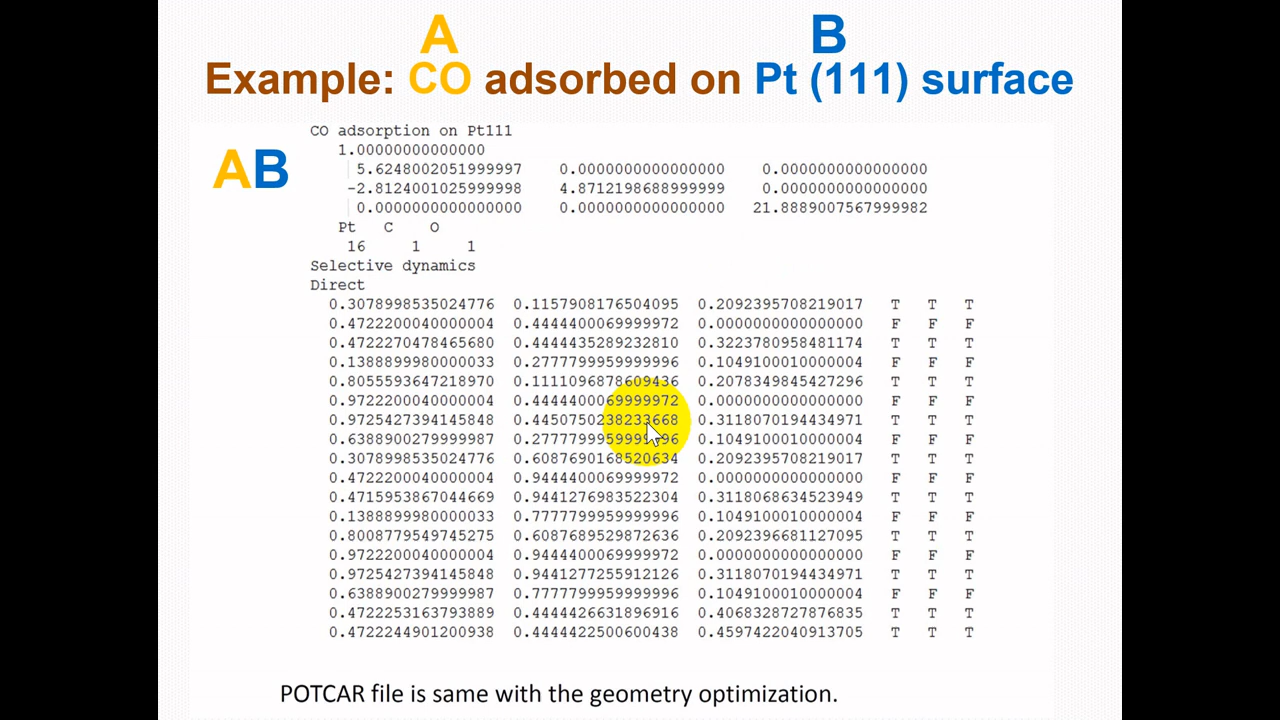 A B
Example: CO adsorbed on Pt (111) surface
AB
CO adsorption on Pt111
1.00000000000000
5.6248002051999997 0.0000000000000000 0.0000000000000000
-2.8124001025999998 4.8712198688999999 0.0000000000000000
0.0000000000000000 0.0000000000000000 21.8889007567999982
Pt C O
16 1 1
Selective dynamics
Direct
0.3078998535024776 0.1157908176504095 0.2092395708219017 T T T
0.4722200040000004 0.4444400069999972 0.0000000000000000 F F F
0.4722270478465680 0.4444435289232810 0.3223780958481174 T T T
0.1388899980000033 0.2777799959999996 0.1049100010000004 F F F
0.8055593647218970 0.1111096878609436 0.2078349845427296 T T T
0.9722200040000004 0.4444400069999972 0.0000000000000000 F F F
0.9725427394145848 0.4450750238233668 0.3118070194434971 T T T
0.6388900279999987 0.2777799959999996 0.1049100010000004 F F F
0.3078998535024776 0.6087690168520634 0.2092395708219017 T T T
0.4722200040000004 0.9444400069999972 0.0000000000000000 F F F
0.4715953867044669 0.9441276983522304 0.3118068634523949 T T T
0.1388899980000033 0.7777799959999996 0.1049100010000004 F F F
0.8008779549745275 0.6087689529872636 0.2092396681127095 T T T
0.9722200040000004 0.9444400069999972 0.0000000000000000 F F F
0.9725427394145848 0.9441277255912126 0.3118070194434971 T T T
0.6388900279999987 0.7777799959999996 0.1049100010000004 F F F
0.4722253163793889 0.4444426631896916 0.4068328727876835 T T T
0.4722244901200938 0.4444422500600438 0.4597422040913705 T T T
POTCAR file is same with the geometry optimization.